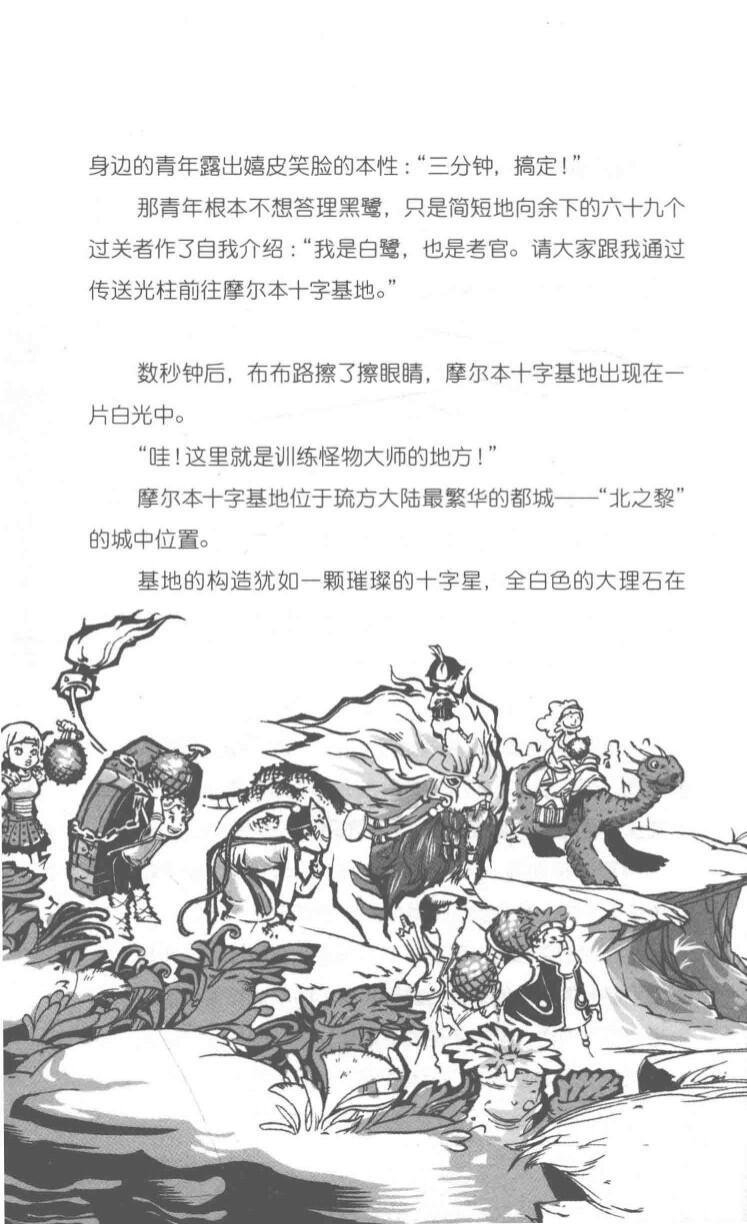 身边的青年露出嬉皮笑脸的本性：“三分钟，搞定！”
那青年根本不想答理黑鹭，只是简短地向余下的六十九个
过关者作了自我介绍：“我是白鹭，也是考官。请大家跟我通过
传送光柱前往摩尔本十字基地。”
数秒钟后，布布路擦了擦眼睛，摩尔本十字基地出现在一
片白光中。
“哇！这里就是训练怪物大师的地方！”
摩尔本十字基地位于琉方大陆最繁华的都城——“北之黎”
的城中位置。
基地的构造犹如一颗璀璨的十字星，全白色的大理石在